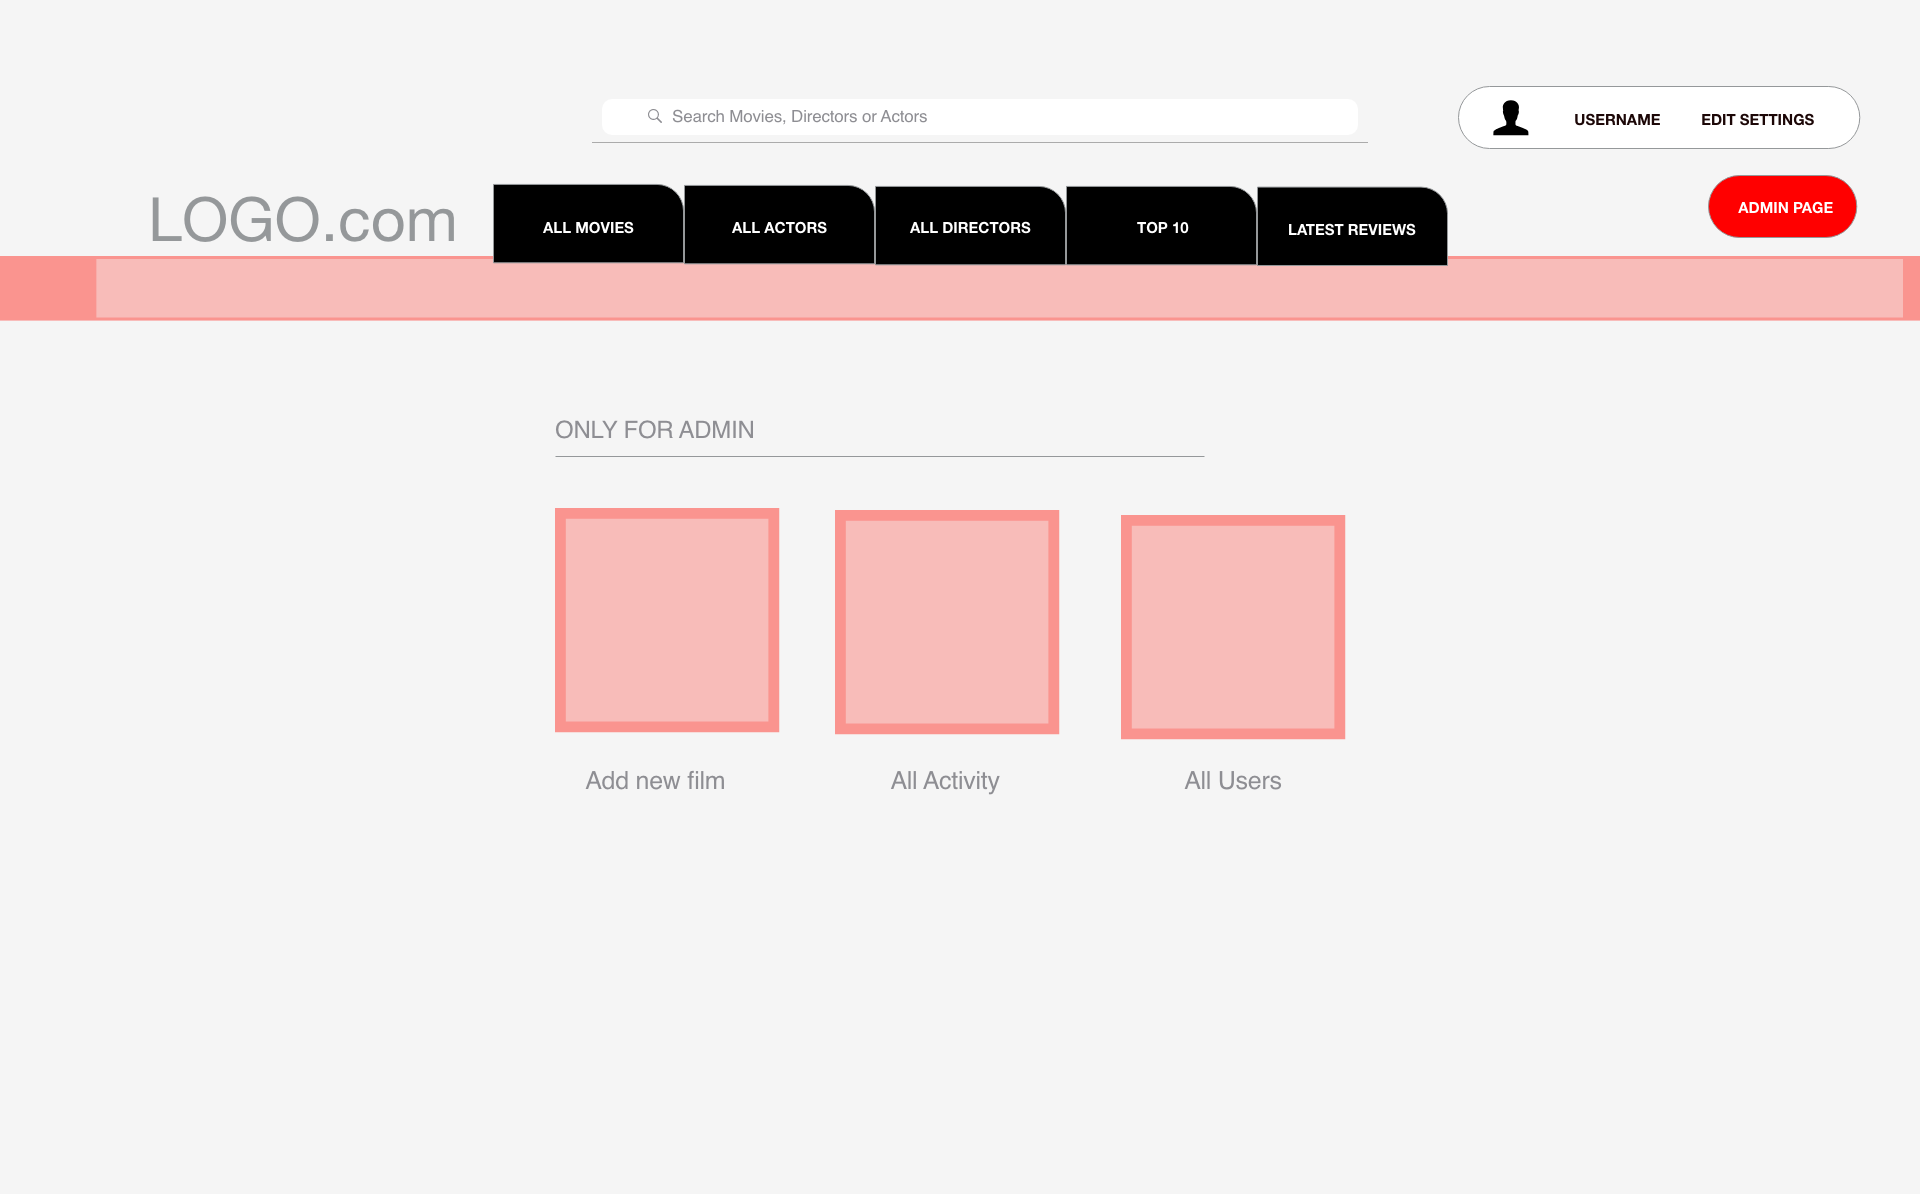 Search Movies, Directors or Actors
USERNAME
EDIT SETTINGS
LOGO.com
ALL MOVIES
ALL ACTORS
ALL DIRECTORS
TOP 10
LATEST REVIEWS
ADMIN PAGE
ONLY FOR ADMIN
Add new film
All Activity
All Users